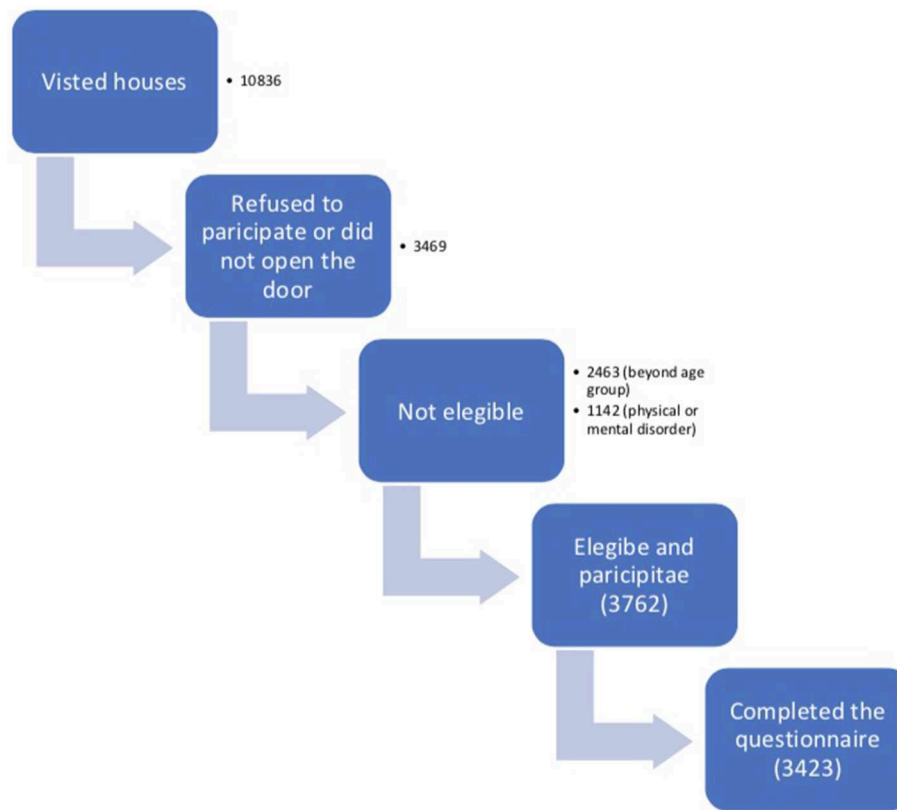 Visted houses
• 10836
Refused to
paricipate or did
not open the
door
• 3469
Not elegible
• 2463 (beyond age
group)
• 1142 (physical or
mental disorder)
Elegibe and
paricipitae
(3762)
Completed the
questionnaire
(3423)